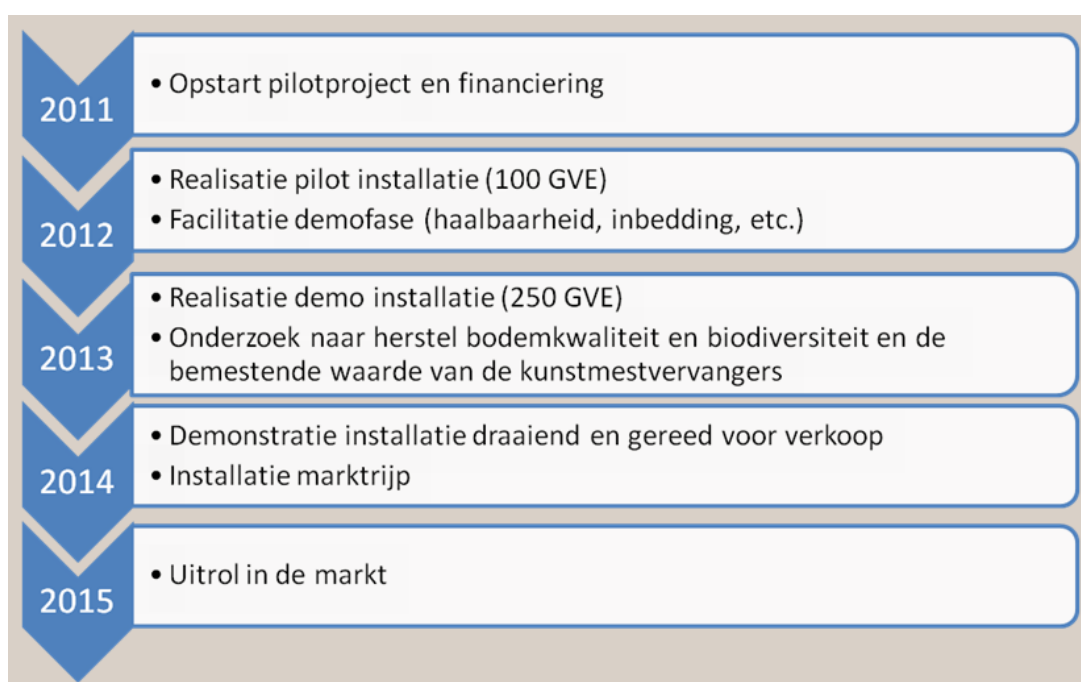 2011
• Opstart pilotproject en financiering
2012
• Realisatie pilot installatie (100 GVE)
• Facilitatie demofase (haalbaarheid, inbedding, etc.)
2013
• Realisatie demo installatie (250 GVE)
• Onderzoek naar herstel bodemkwaliteit en biodiversiteit en de
bemestende waarde van de kunstmestvervangers
2014
• Demonstratie installatie draaiend en gereed voor verkoop
• Installatie marktrijp
2015
• Uitrol in de markt